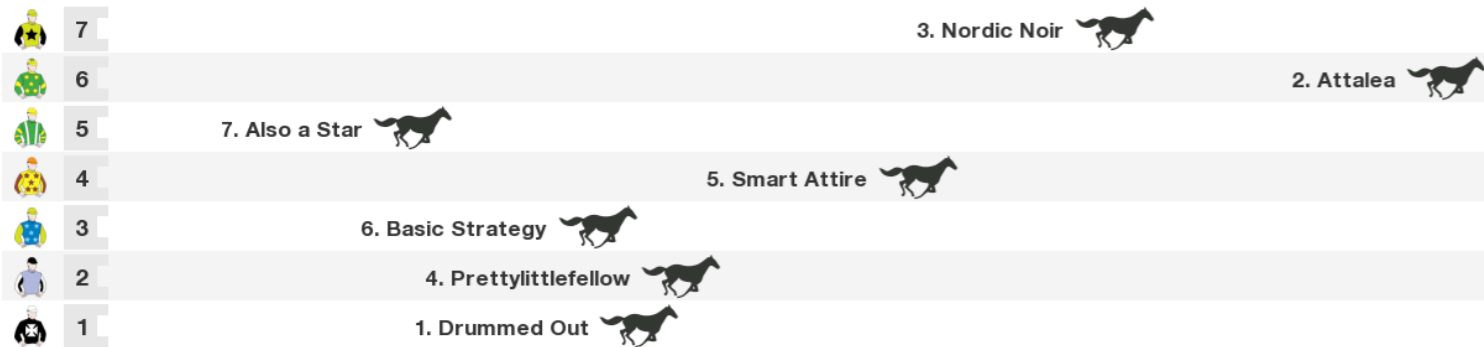 7 3. Nordic Noir
6 2. Attalea
5 7. Also a Star
4 5. Smart Attire
3 6. Basic Strategy
2 4. Prettylittlefellow
1 1. Drummed Out